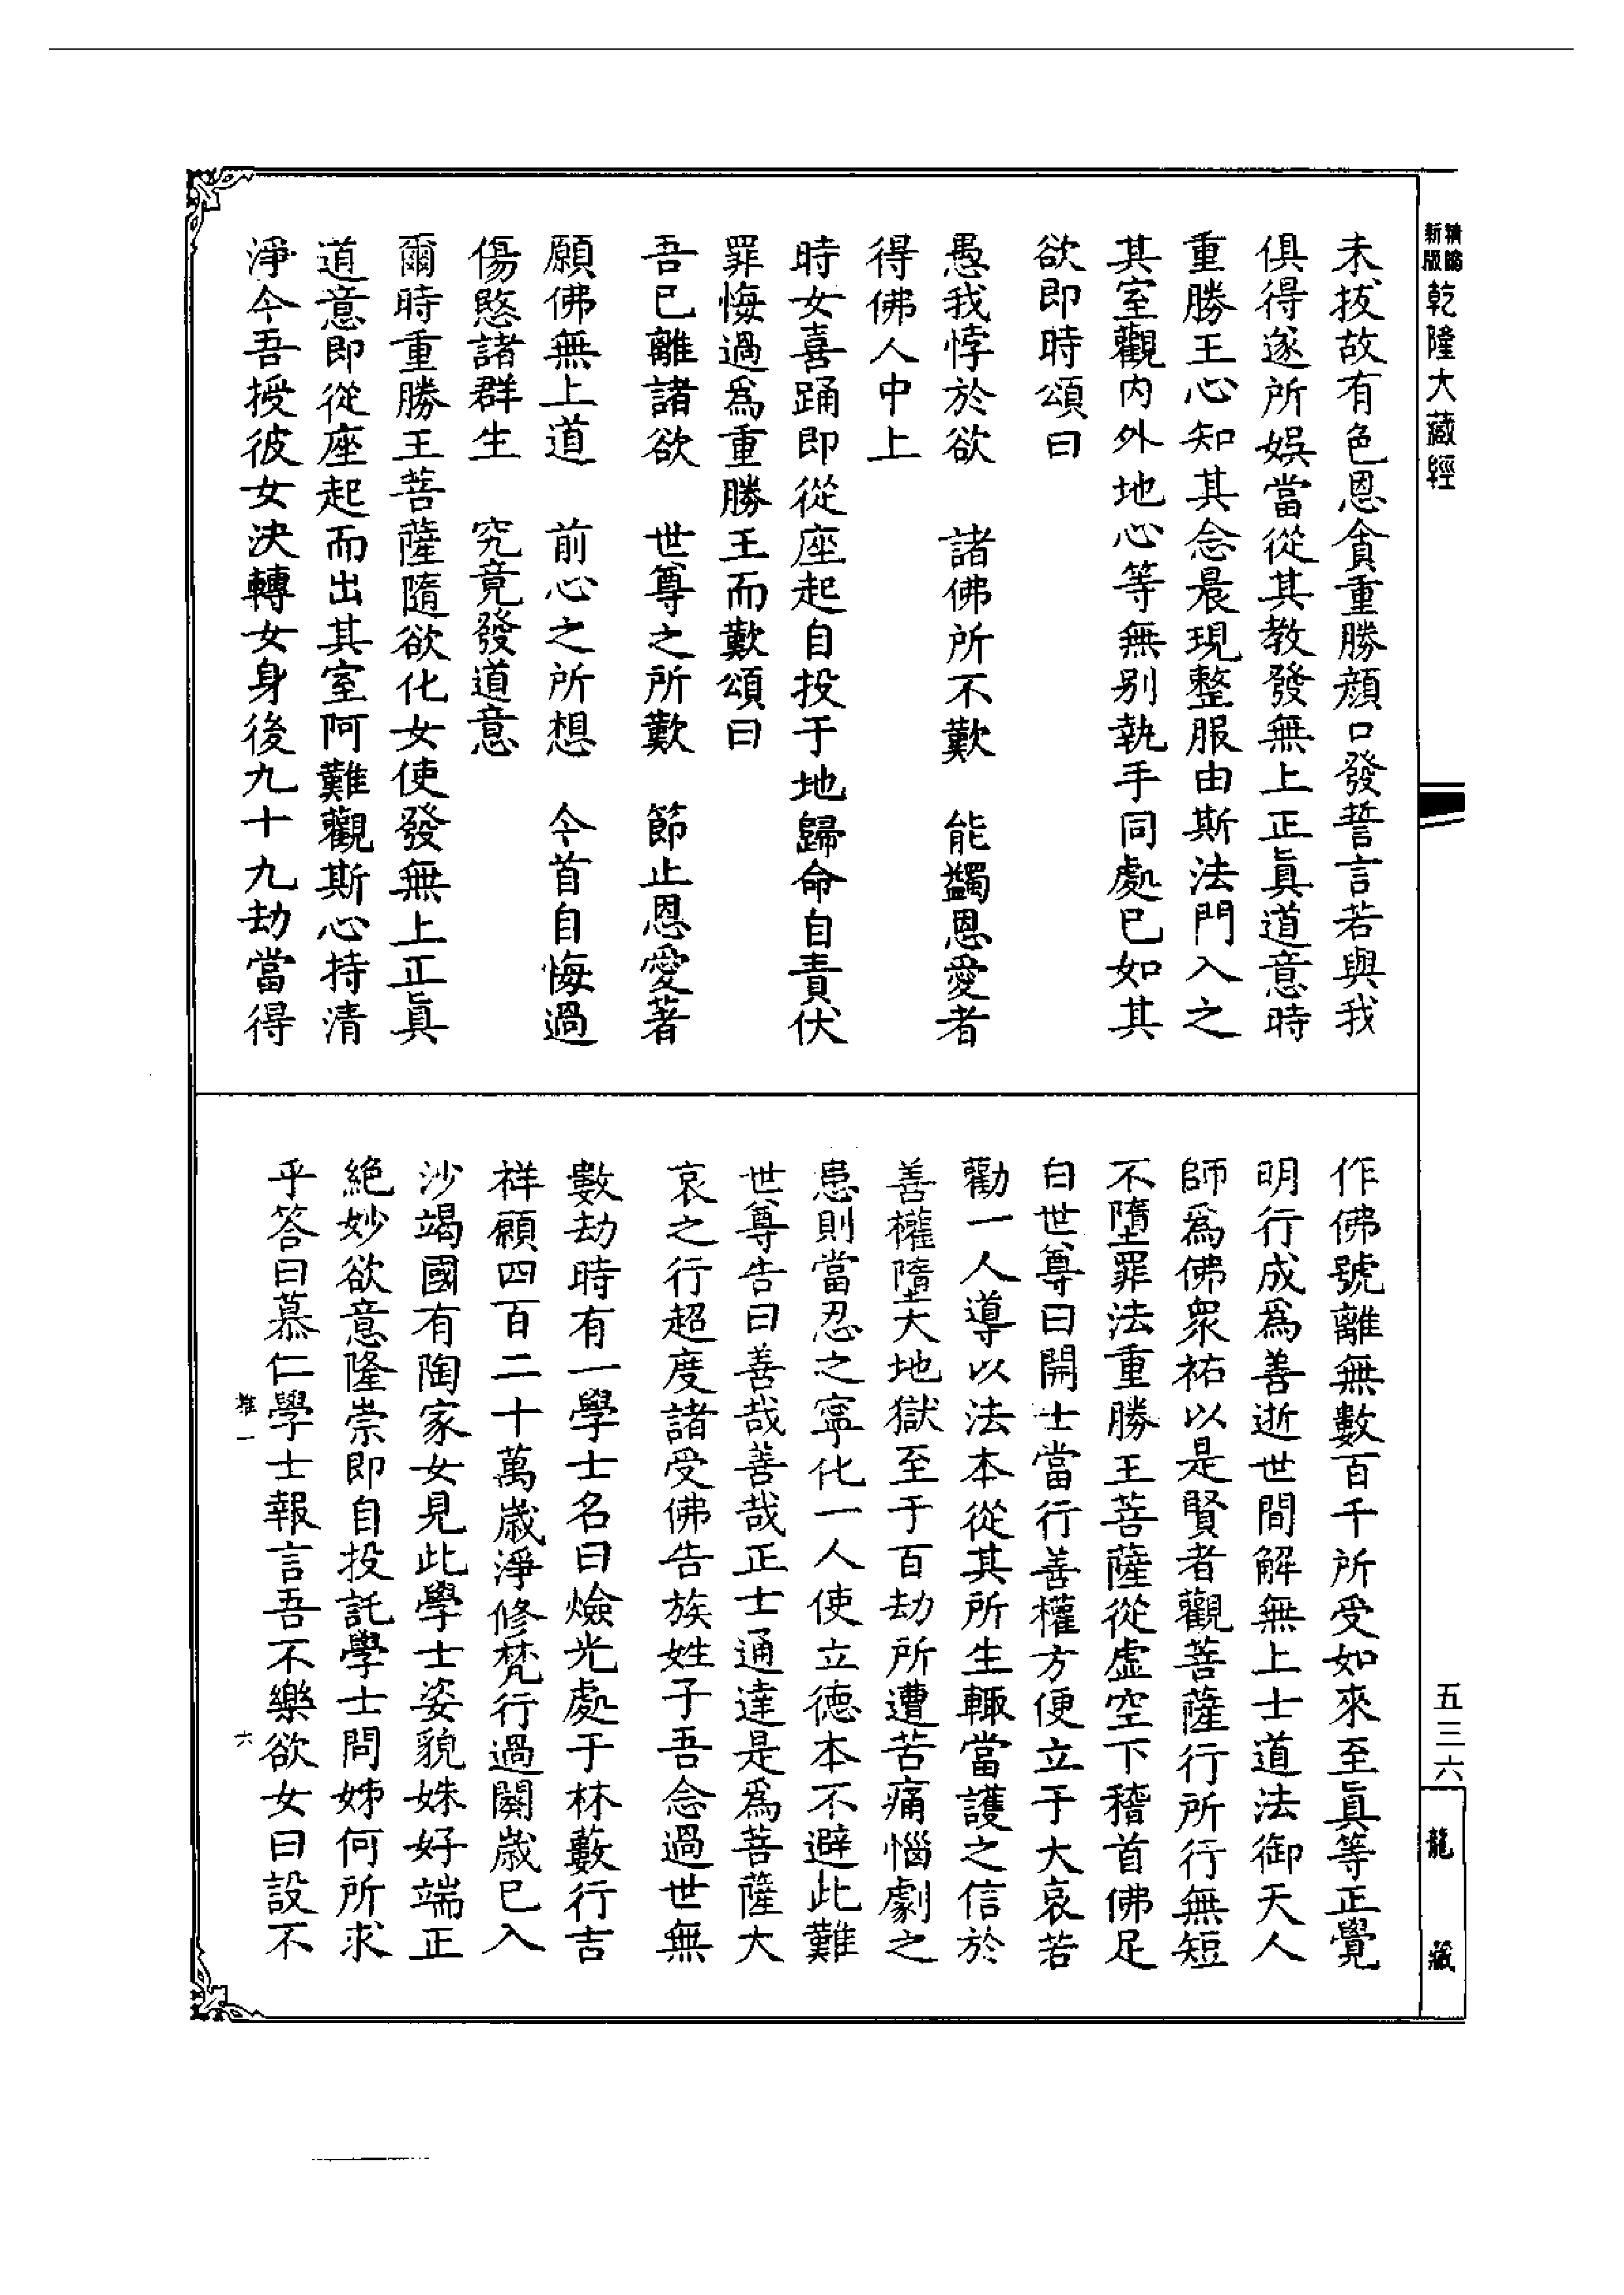 精縮
新版
乾隆大藏經
未拔故有色恩貪重勝顏口發誓言若與我
俱得遂所娛當從其教發無上正眞道意時
重勝王心知其念晨現整服由斯法門入之
其室觀內外地心等無別執手同處已如其
欲即時頌曰
愚我悖於欲　諸佛所不歎　能蠲恩愛者
得佛人中上
時女喜踊即從座起自投于地歸命自責伏
罪悔過爲重勝王而歎頌曰
吾已離諸欲　世尊之所歎　節止恩愛著
願佛無上道　前心之所想　今首自悔過
傷愍諸群生　究竟發道意
爾時重勝王菩薩隨欲化女使發無上正眞
道意即從座起而出其室阿難觀斯心持清
淨今吾授彼女決轉女身後九十九劫當得
作佛號離無數百千所受如來至眞等正覺
明行成爲善逝世間解無上士道法御天人
師爲佛衆祐以是賢者觀菩薩行所行無短
不墮罪法重勝王菩薩從虛空下稽首佛足
白世尊曰開士當行善權方便立于大哀若
勸一人導以法本從其所生輒當護之信於
善權墮大地獄至于百劫所遭苦痛惱劇之
患則當忍之寧化一人使立德本不避此難
世尊告曰善哉善哉正士通達是爲菩薩大
哀之行超度諸受佛告族姓子吾念過世無
數劫時有一學士名曰燄光處于林藪行吉
祥願四百二十萬歲淨修梵行過闋歲已入
沙竭國有陶家女見此學士姿貌姝好端正
絕妙欲意隆崇即自投託學士問姊何所求
乎答曰慕仁學士報言吾不樂欲女曰設不
推一
六
五三六
龍藏